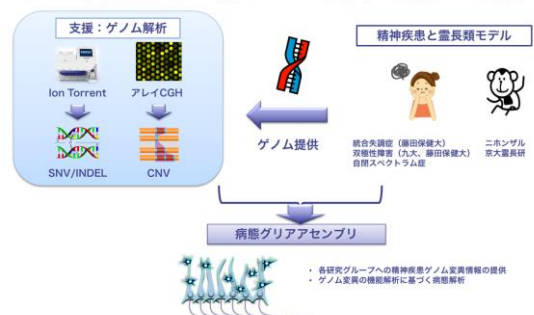 支援：ゲノム解析
Ion Torrent
アレイCGH
SNV/INDEL
CNV
ゲノム提供
精神疾患と霊長類モデル
統合失調症（藤田保健大）
双極性障害（九大、藤田保健大）
自閉スペクトラム症
ニホンザル
京大霊長研
病態グリアアセンブリ
・ 各研究グループへの精神疾患ゲノム変異情報の提供
・ ゲノム変異の機能解析に基づく病態解析